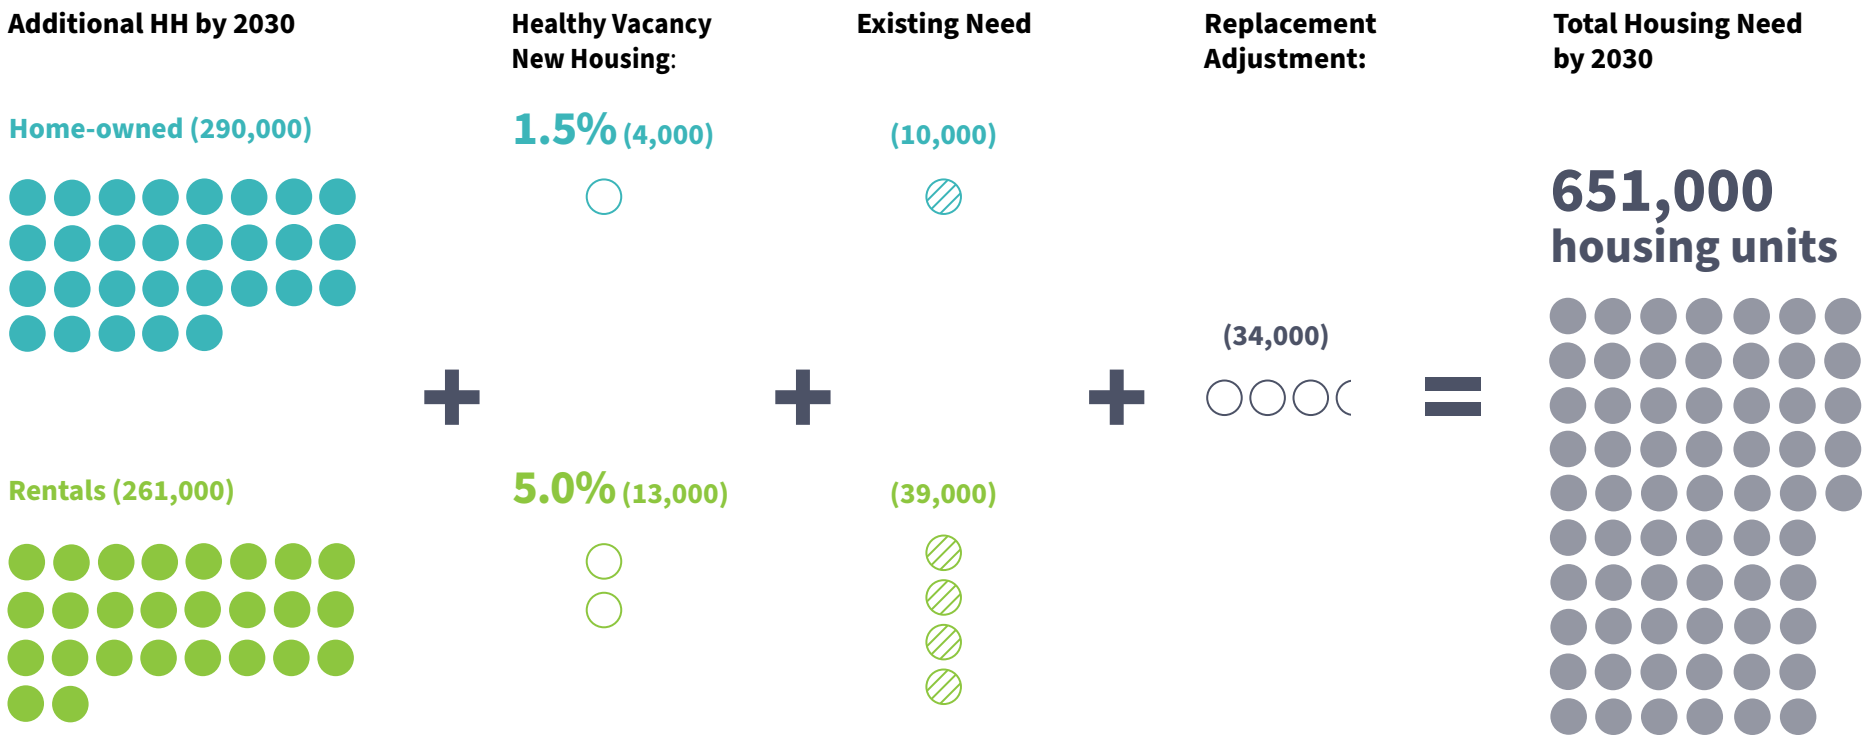 Additional HH by 2030
Healthy Vacancy
New Housing:
Existing Need
Replacement
Adjustment:
Total Housing Need
by 2030
Home-owned (290,000)
1.5% (4,000)
(10,000)
651,000
housing units
(34,000)
+
+
+
=
Rentals (261,000)
5.0% (13,000)
(39,000)